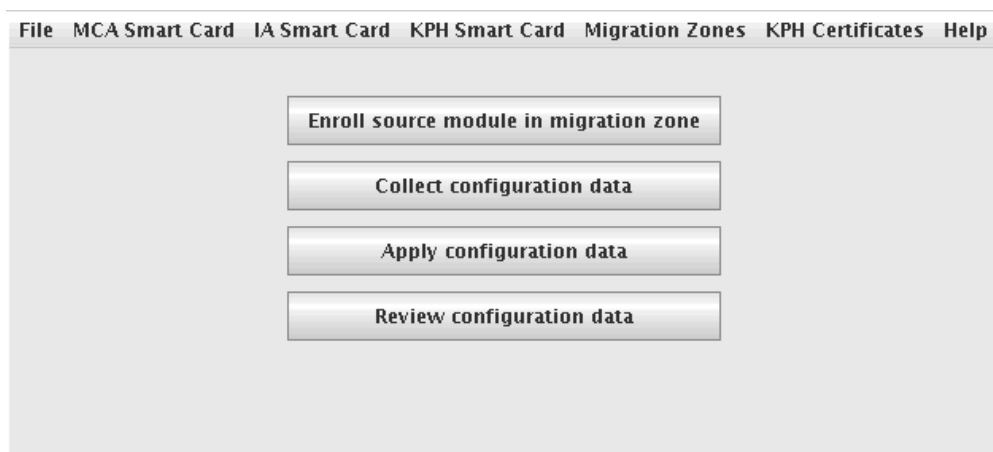 File MCA Smart Card IA Smart Card KPH Smart Card Migration Zones KPH Certificates Help
Enroll source module in migration zone
Collect configuration data
Apply configuration data
Review configuration data